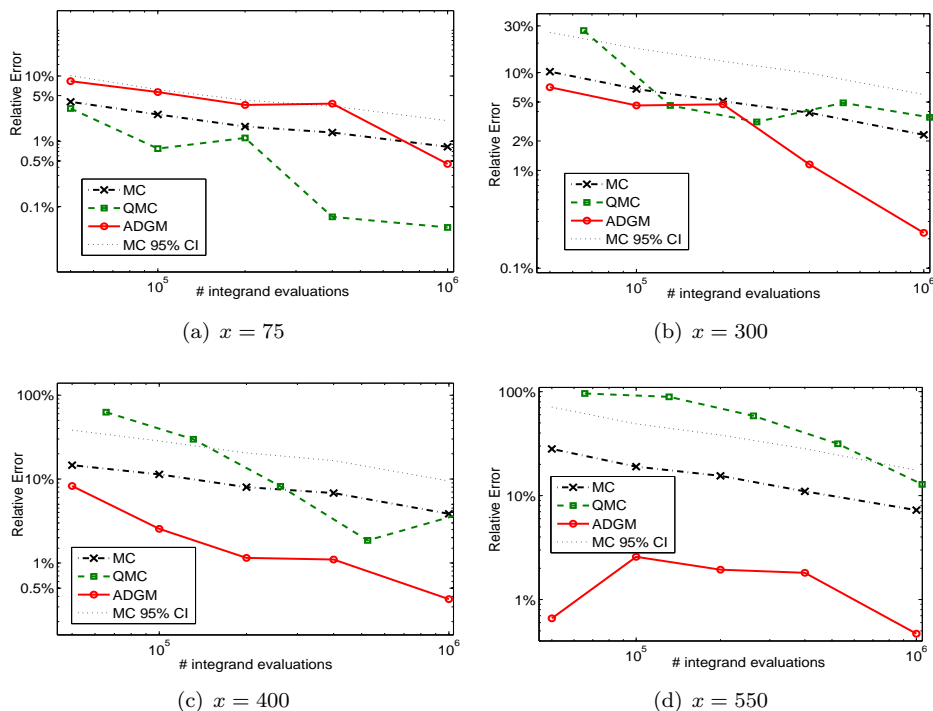 Relative Error
10%
5%
1%
0.5%
0.1%
MC
QMC
ADGM
MC 95% CI
10^5
10^6
# integrand evaluations
(a) x = 75
Relative Error
30%
10%
5%
2%
1%
0.1%
MC
QMC
ADGM
MC 95% CI
10^5
10^6
# integrand evaluations
(b) x = 300
Relative Error
100%
10%
1%
0.5%
MC
QMC
ADGM
MC 95% CI
10^5
10^6
# integrand evaluations
(c) x = 400
Relative Error
100%
10%
1%
MC
QMC
ADGM
MC 95% CI
10^5
10^6
# integrand evaluations
(d) x = 550